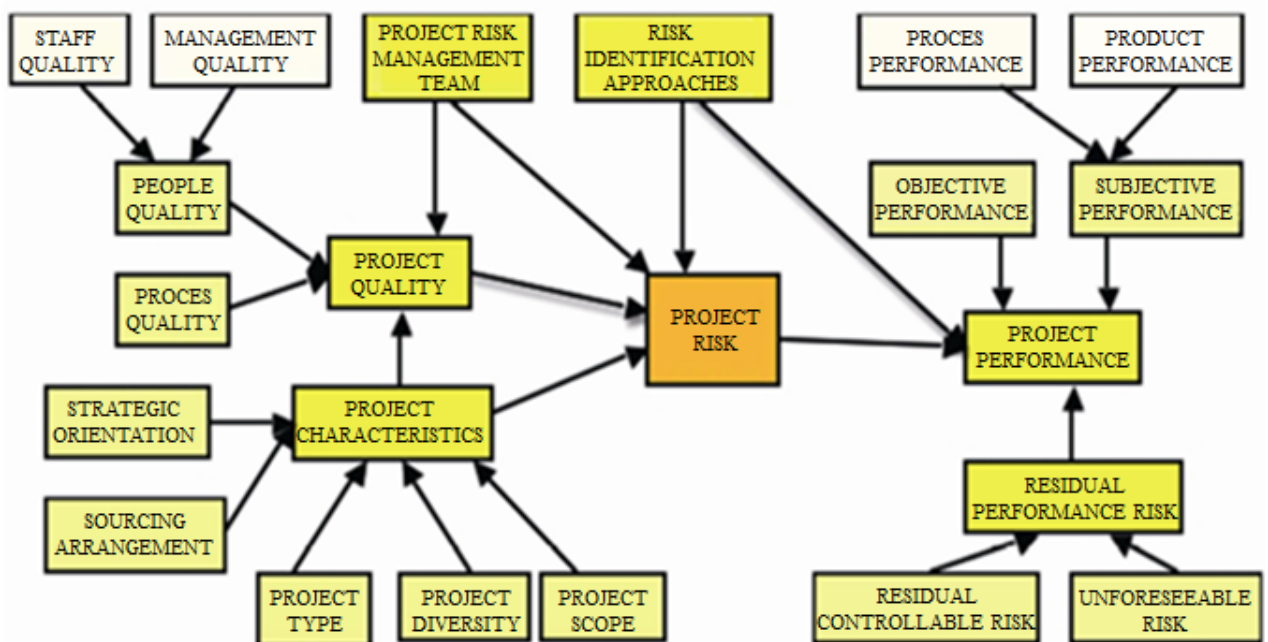 STAFF
QUALITY
MANAGEMENT
QUALITY
PROJECT RISK
MANAGEMENT
TEAM
RISK
IDENTIFICATION
APPROACHES
PROCES
PERFORMANCE
PRODUCT
PERFORMANCE
PEOPLE
QUALITY
OBJECTIVE
PERFORMANCE
SUBJECTIVE
PERFORMANCE
PROJECT
QUALITY
PROCES
QUALITY
PROJECT
RISK
PROJECT
PERFORMANCE
STRATEGIC
ORIENTATION
PROJECT
CHARACTERISTICS
RESIDUAL
PERFORMANCE RISK
SOURCING
ARRANGEMENT
PROJECT
TYPE
PROJECT
DIVERSITY
PROJECT
SCOPE
RESIDUAL
CONTROLLABLE RISK
UNFORESEEABLE
RISK